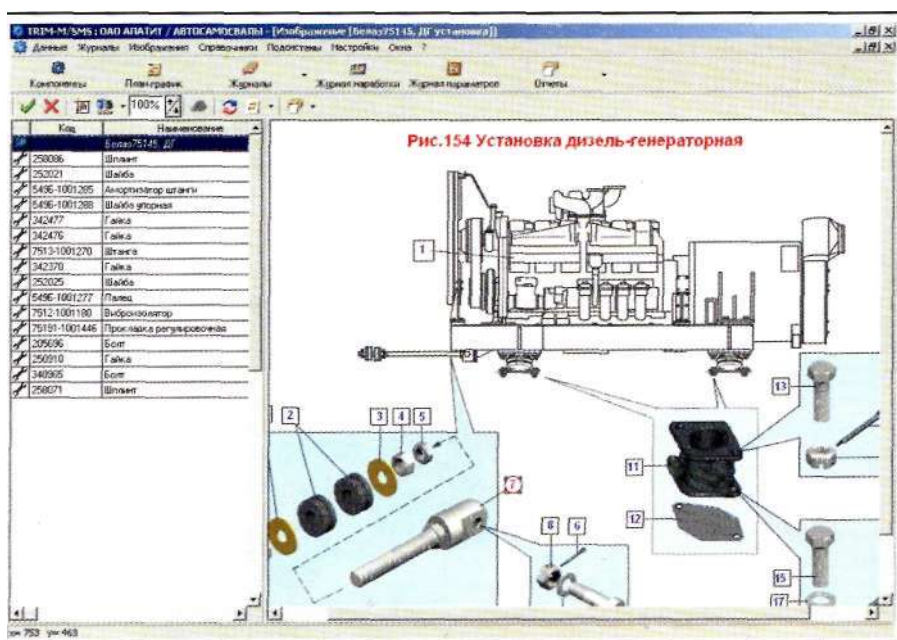 TRIM-M/SMS : ОАО АПАТИТ / АВТОСАМОСВАЛЫ - [Изображение [Белаз75145, ДГ установка]]
Данные Журналы Изображения Справочники Подсистемы Настройки Окна ?
Компоненты План-график Журналы Журнал наработки Журнал параметров Отчеты
100%
Код Наименование
Белаз75145, ДГ
258086 Шплинт
252021 Шайба
5496-1001285 Амортизатор штанги
5496-1001288 Шайба упорная
342477 Гайка
342476 Гайка
7513-1001270 Штанга
342370 Гайка
252025 Шайба
5496-1001277 Палец
7512-1001180 Виброизолятор
75191-1001446 Прокладка регулировочная
205696 Болт
250910 Гайка
340965 Болт
258071 Шплинт
Рис.154 Установка дизель-генераторная
1
13
2 3 4 5
11
7
12
8 6
15
17
x= 753 y= 463